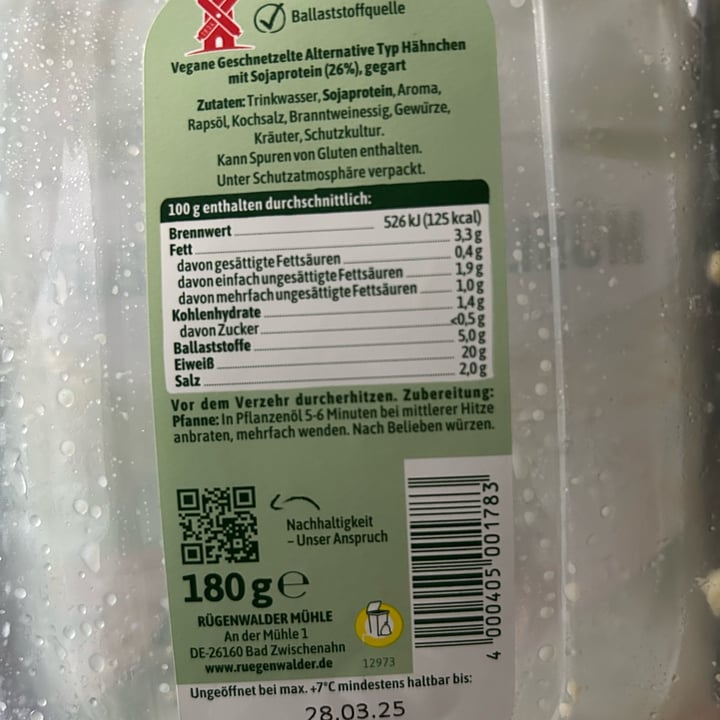 Ballaststoffquelle
Vegane Geschnetzelte Alternative Typ Hähnchen
mit Sojaprotein (26%), gegart
Zutaten: Trinkwasser, Sojaprotein, Aroma,
Rapsöl, Kochsalz, Branntweinessig, Gewürze,
Kräuter, Schutzkultur.
Kann Spuren von Gluten enthalten.
Unter Schutzatmosphäre verpackt.
100 g enthalten durchschnittlich:
Brennwert 526 kJ (125 kcal)
Fett 3,3 g
davon gesättigte Fettsäuren 0,4 g
davon einfach ungesättigte Fettsäuren 1,9 g
davon mehrfach ungesättigte Fettsäuren 1,0 g
Kohlenhydrate 1,4 g
davon Zucker <0,5 g
Ballaststoffe 5,0 g
Eiweiß 20 g
Salz 2,0 g
Vor dem Verzehr durcherhitzen. Zubereitung:
Pfanne: In Pflanzenöl 5-6 Minuten bei mittlerer Hitze
anbraten, mehrfach wenden. Nach Belieben würzen.
Nachhaltigkeit
– Unser Anspruch
180 g e
RÜGENWALDER MÜHLE
An der Mühle 1
DE-26160 Bad Zwischenahn
www.ruegenwalder.de
12973
4 000405 001783
Ungeöffnet bei max. +7°C mindestens haltbar bis:
28.03.25